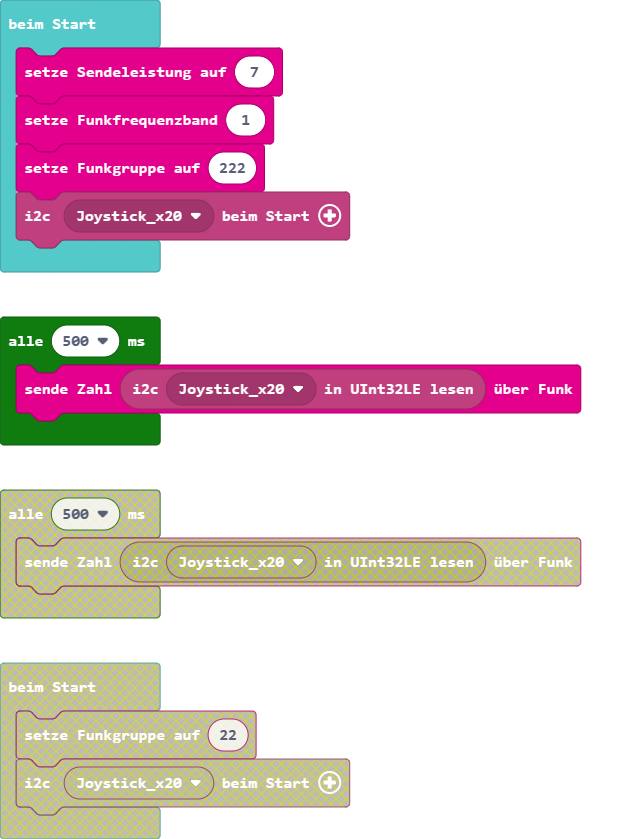 beim Start
setze Sendeleistung auf 7
setze Funkfrequenzband 1
setze Funkgruppe auf 222
i2c Joystick_x20 beim Start
alle 500 ms
sende Zahl i2c Joystick_x20 in UInt32LE lesen über Funk
alle 500 ms
sende Zahl i2c Joystick_x20 in UInt32LE lesen über Funk
beim Start
setze Funkgruppe auf 22
i2c Joystick_x20 beim Start